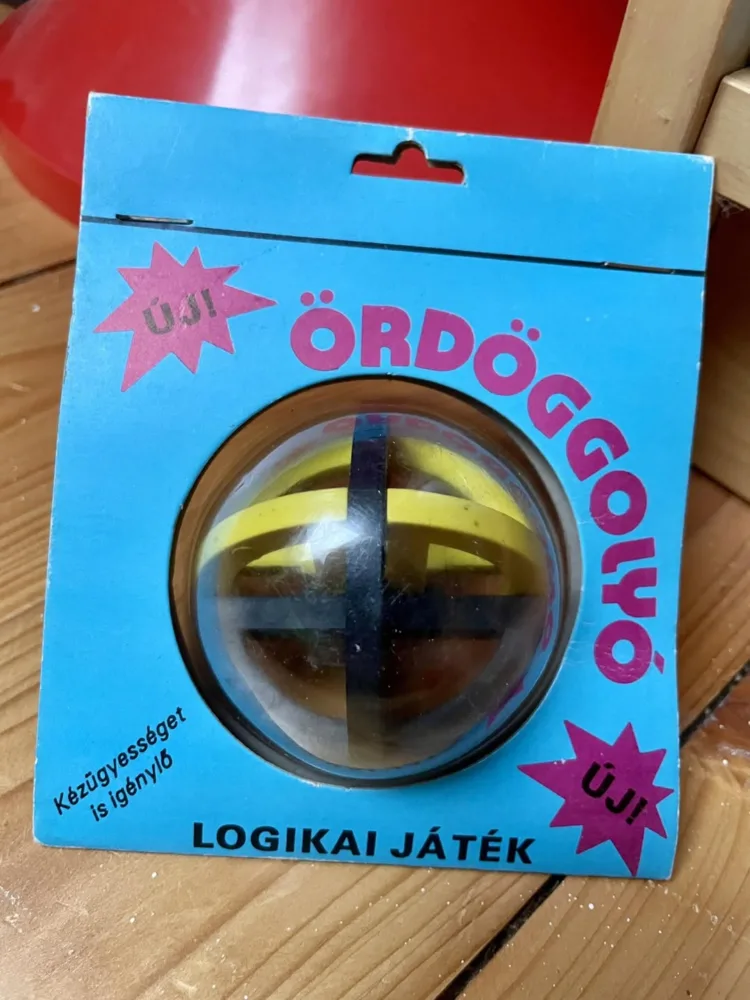 ÚJ!
ÖRDÖGGOLYÓ
Kézügyességet
is igénylő
ÚJ!
LOGIKAI JÁTÉK